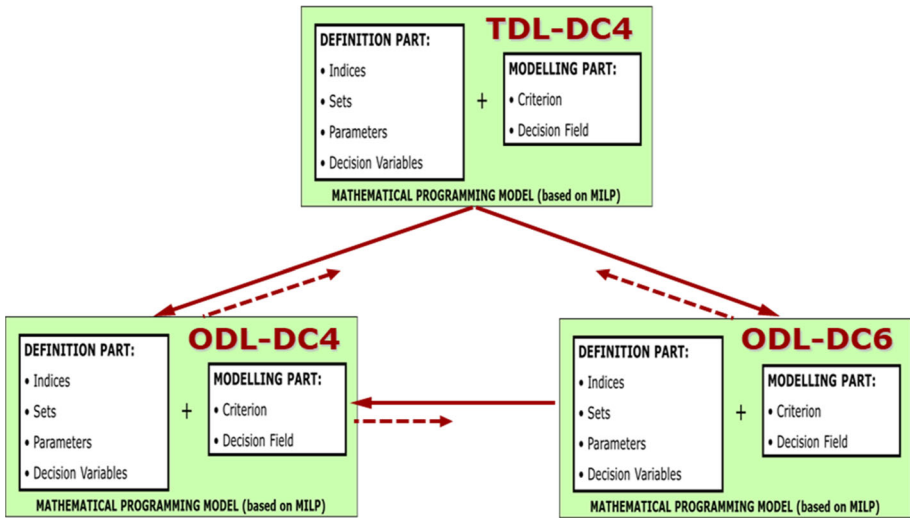 TDL-DC4
DEFINITION PART:
• Indices
• Sets
• Parameters
• Decision Variables
+
MODELLING PART:
• Criterion
• Decision Field
MATHEMATICAL PROGRAMMING MODEL (based on MILP)
ODL-DC4
DEFINITION PART:
• Indices
• Sets
• Parameters
• Decision Variables
+
MODELLING PART:
• Criterion
• Decision Field
MATHEMATICAL PROGRAMMING MODEL (based on MILP)
ODL-DC6
DEFINITION PART:
• Indices
• Sets
• Parameters
• Decision Variables
+
MODELLING PART:
• Criterion
• Decision Field
MATHEMATICAL PROGRAMMING MODEL (based on MILP)